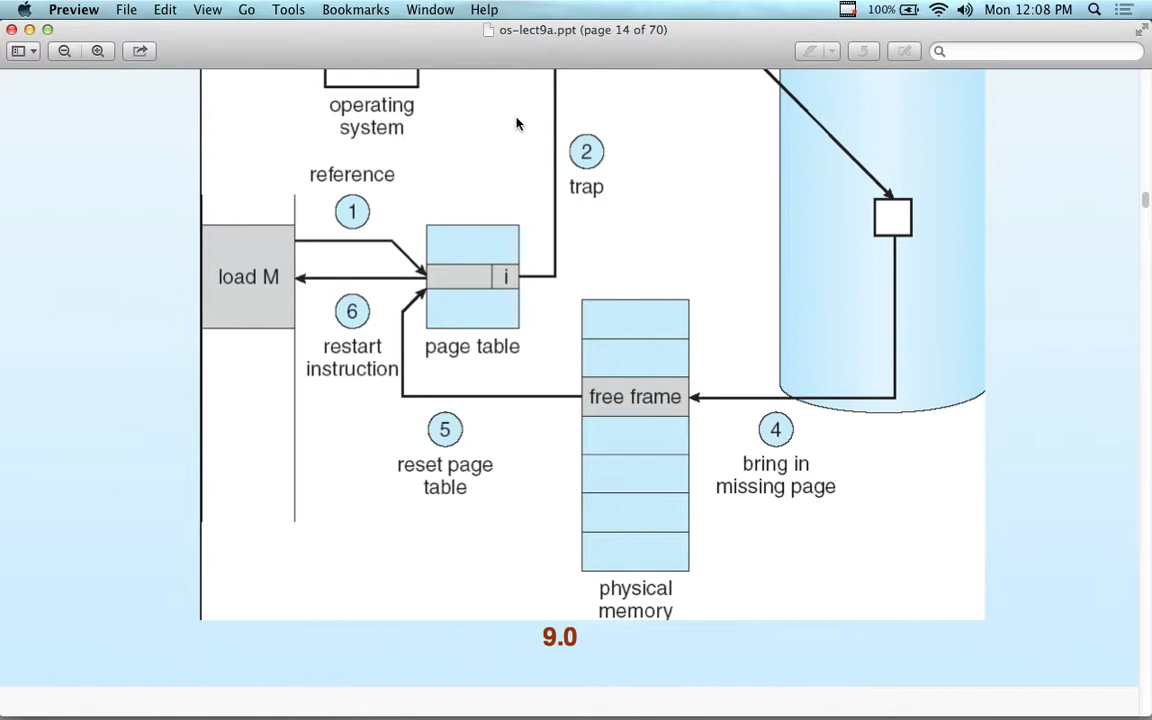 Preview File Edit View Go Tools Bookmarks Window Help 100% Mon 12:08 PM
os-lect9a.ppt (page 14 of 70)
operating
system
reference
1
2
trap
load M
i
6
restart
instruction
page table
free frame
5
reset page
table
4
bring in
missing page
physical
memory
9.0